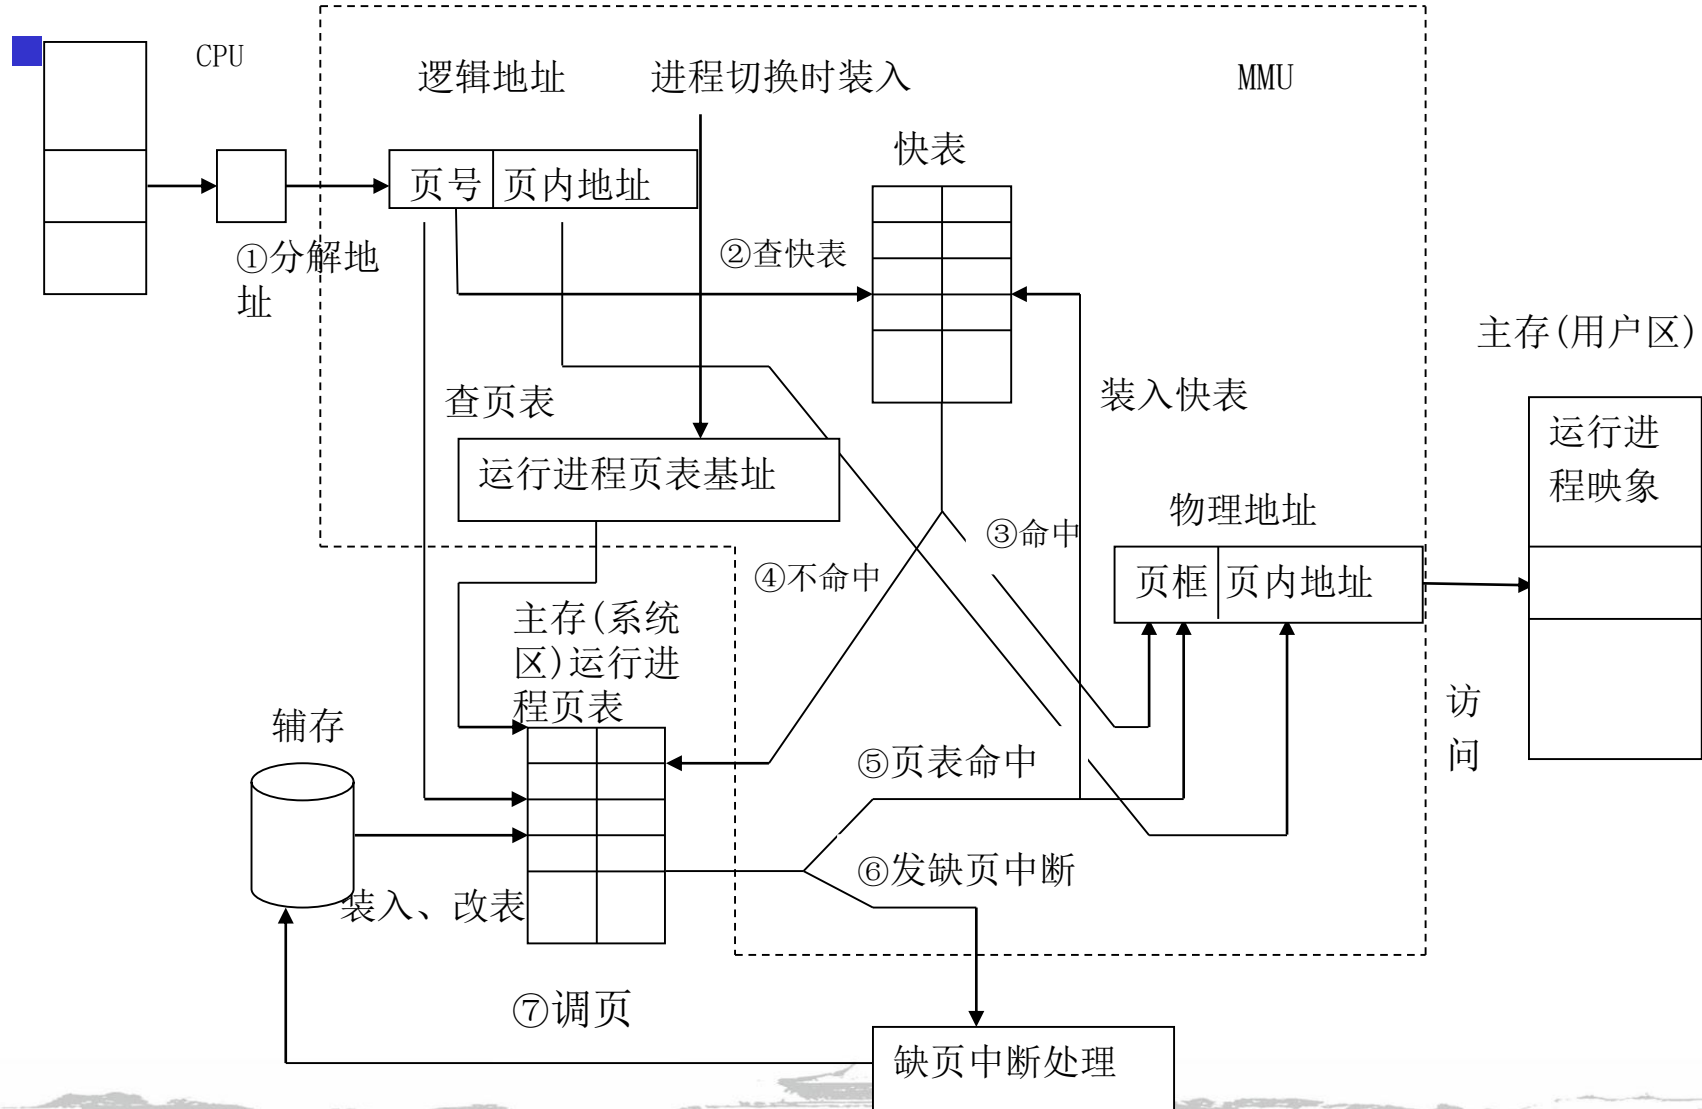 CPU
逻辑地址
进程切换时装入
MMU
快表
页号
页内地址
①分解地
址
②查快表
主存(用户区)
查页表
装入快表
运行进
程映象
运行进程页表基址
物理地址
③命中
④不命中
页框
页内地址
主存(系统
区)运行进
程页表
辅存
访
问
⑤页表命中
⑥发缺页中断
装入、改表
⑦调页
缺页中断处理